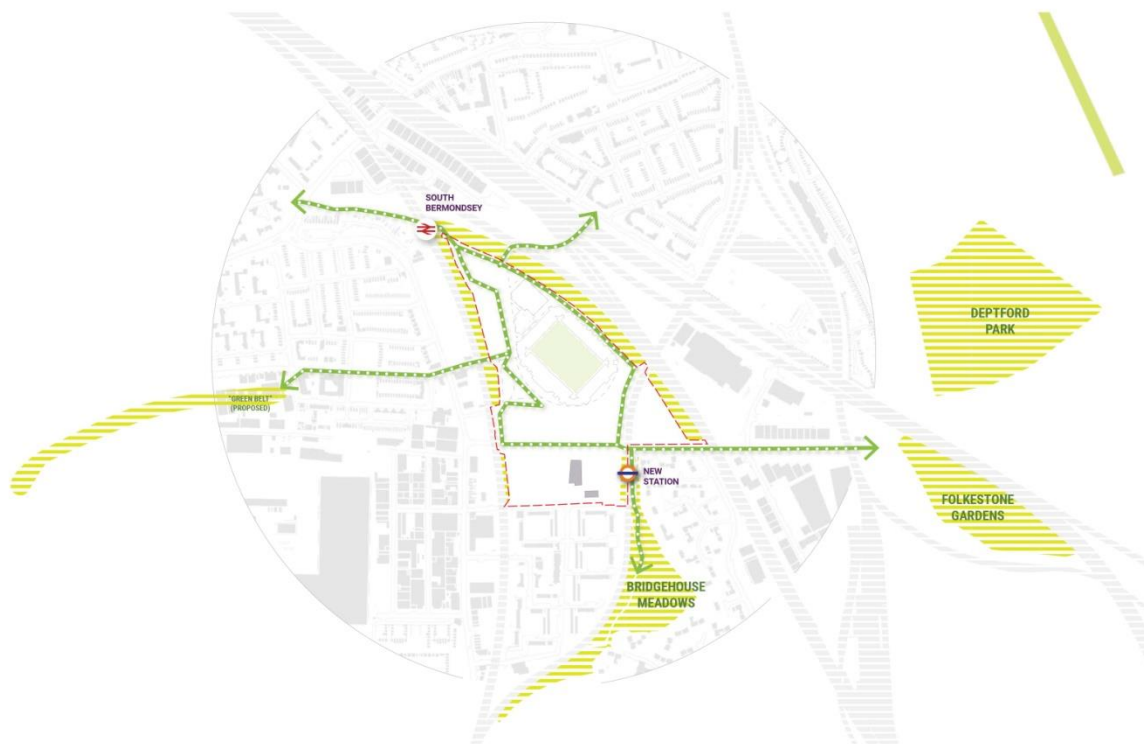 SOUTH
BERMONDSEY
DEPTFORD
PARK
"GREEN BELT"
(PROPOSED)
NEW
STATION
FOLKESTONE
GARDENS
BRIDGEHOUSE
MEADOWS